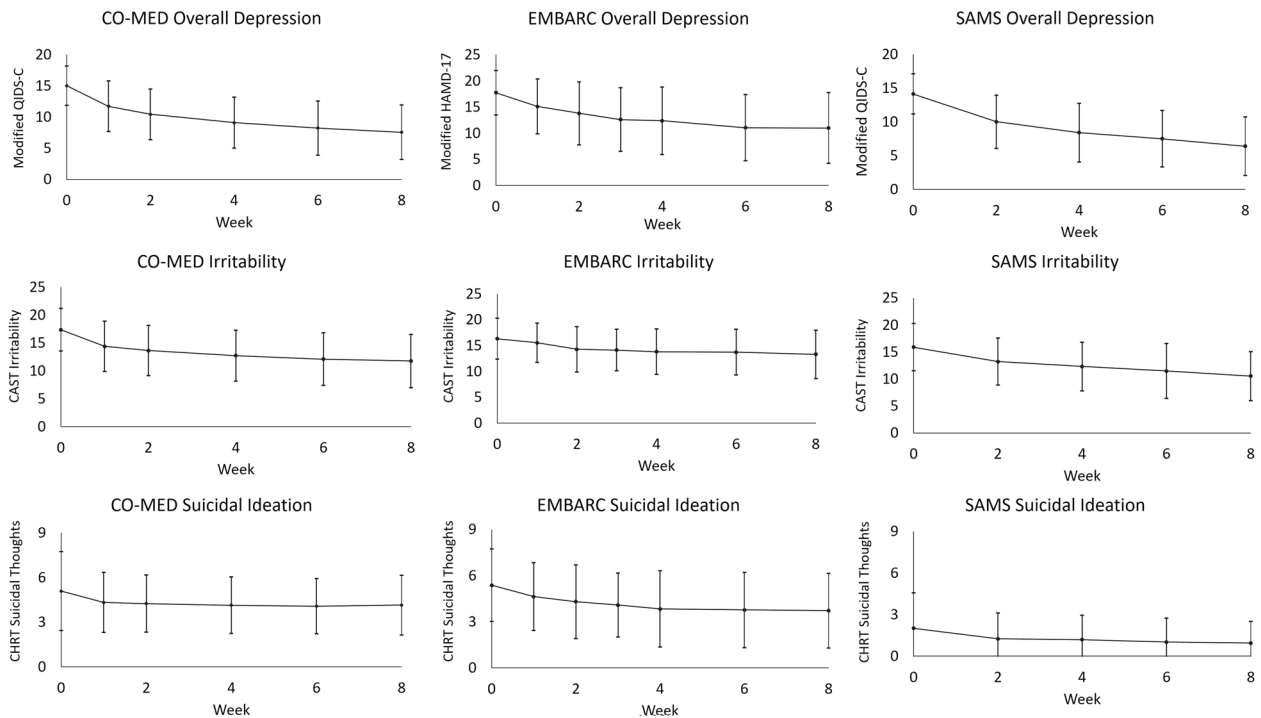 CO-MED Overall Depression
Modified QIDS-C
20
15
10
5
0
0 2 4 6 8
Week
EMBARC Overall Depression
Modified HAMD-17
25
20
15
10
5
0
0 2 4 6 8
Week
SAMS Overall Depression
Modified QIDS-C
20
15
10
5
0
0 2 4 6 8
Week
CO-MED Irritability
CAST Irritability
25
20
15
10
5
0
0 2 4 6 8
Week
EMBARC Irritability
CAST Irritability
25
20
15
10
5
0
0 2 4 6 8
Week
SAMS Irritability
CAST Irritability
25
20
15
10
5
0
0 2 4 6 8
Week
CO-MED Suicidal Ideation
CHRT Suicidal Thoughts
9
6
3
0
0 2 4 6 8
Week
EMBARC Suicidal Ideation
CHRT Suicidal Thoughts
9
6
3
0
0 2 4 6 8
Week
SAMS Suicidal Ideation
CHRT Suicidal Thoughts
9
6
3
0
0 2 4 6 8
Week